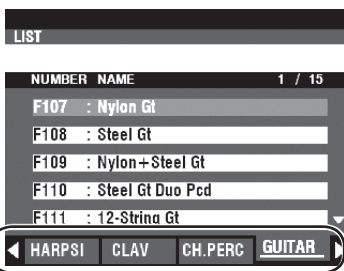 LIST
NUMBER NAME 1 / 15
F107 : Nylon Gt
F108 : Steel Gt
F109 : Nylon+Steel Gt
F110 : Steel Gt Duo Pcd
F111 : 12-String Gt
HARPSI CLAV CH.PERC GUITAR